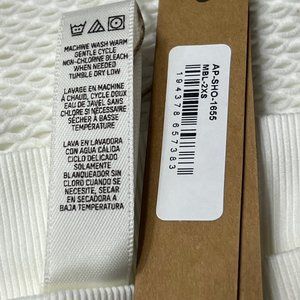 MACHINE WASH WARM
GENTLE CYCLE
NON-CHLORINE BLEACH
WHEN NEEDED
TUMBLE DRY LOW
LAVAGE EN MACHINE
À CHAUD, CYCLE DOUX
EAU DE JAVEL SANS
CHLORE SI NÉCESSAIRE
SÉCHER À BASSE
TEMPÉRATURE
LAVA EN LAVADORA
CON AGUA CÁLIDA
CICLO DELICADO
SOLAMENTE
BLANQUEADOR SIN
CLORO CUANDO SE
NECESITE, SECAR
EN SECADORA A
BAJA TEMPERATURA
AP-SHO-1655
MBL-2XS
194378 657383